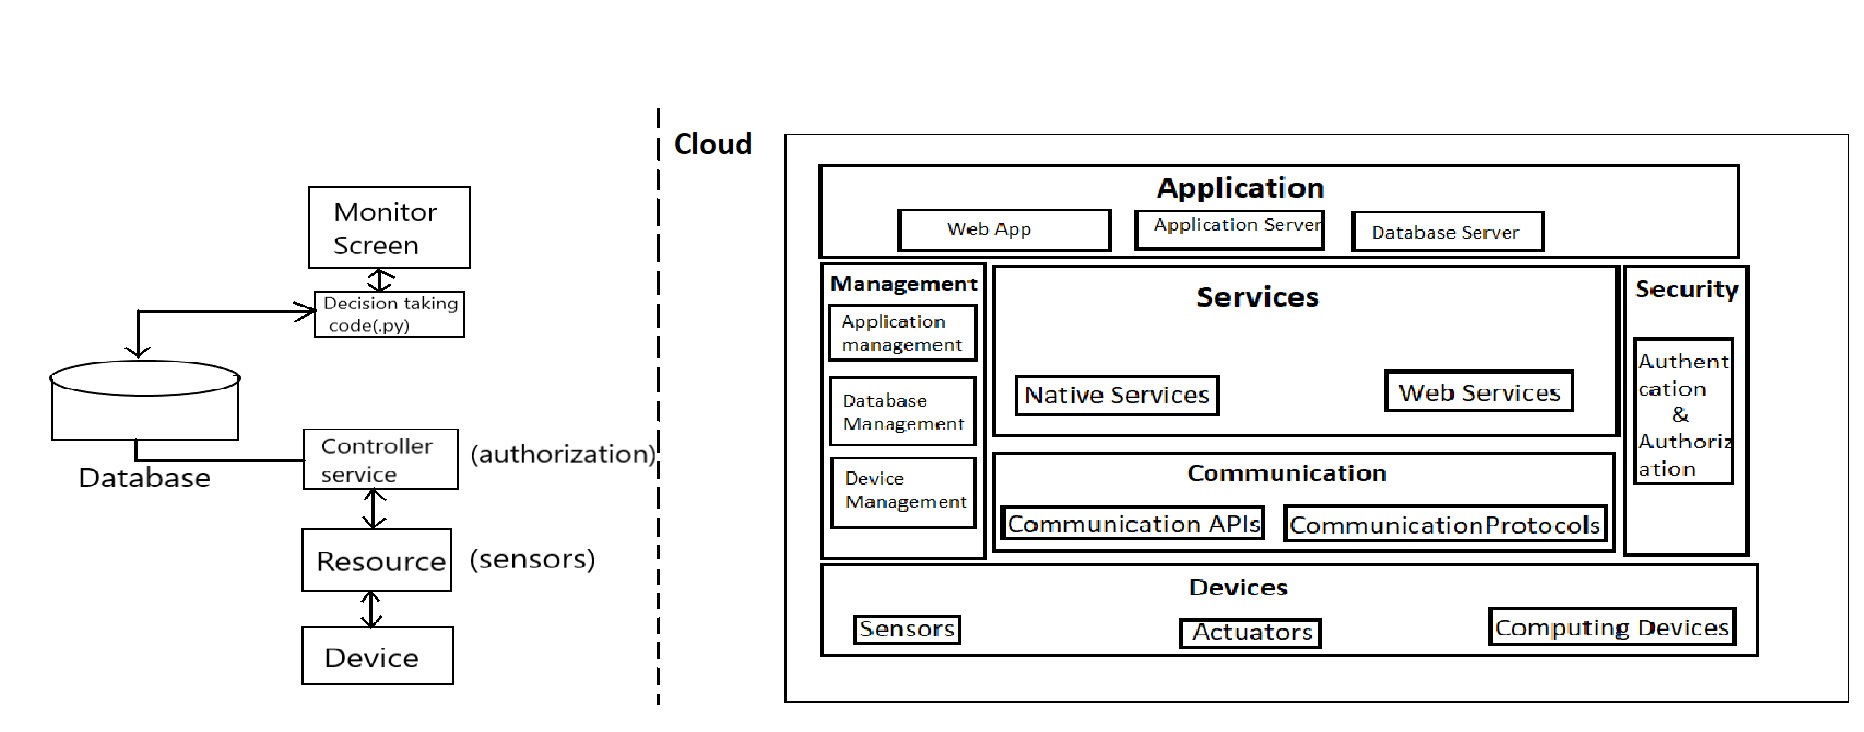 Monitor
Screen
Decision taking
code(.py)
Database
Controller
service
(authorization)
Resource
(sensors)
Device
Cloud
Application
Web App
Application Server
Database Server
Management
Application
management
Database
Management
Device
Management
Services
Native Services
Web Services
Security
Authent
cation
&
Authoriz
ation
Communication
Communication APIs
CommunicationProtocols
Devices
Sensors
Actuators
Computing Devices